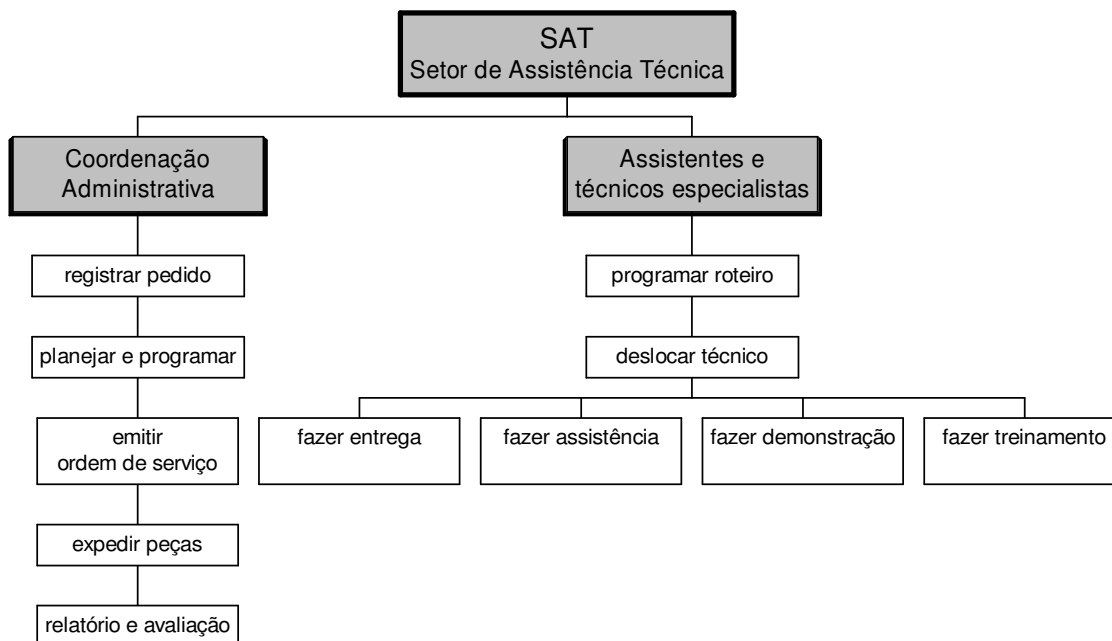 SAT
Setor de Assistência Técnica
Coordenação
Administrativa
Assistentes e
técnicos especialistas
registrar pedido
programar roteiro
planejar e programar
deslocar técnico
emitir
ordem de serviço
fazer entrega
fazer assistência
fazer demonstração
fazer treinamento
expedir peças
relatório e avaliação